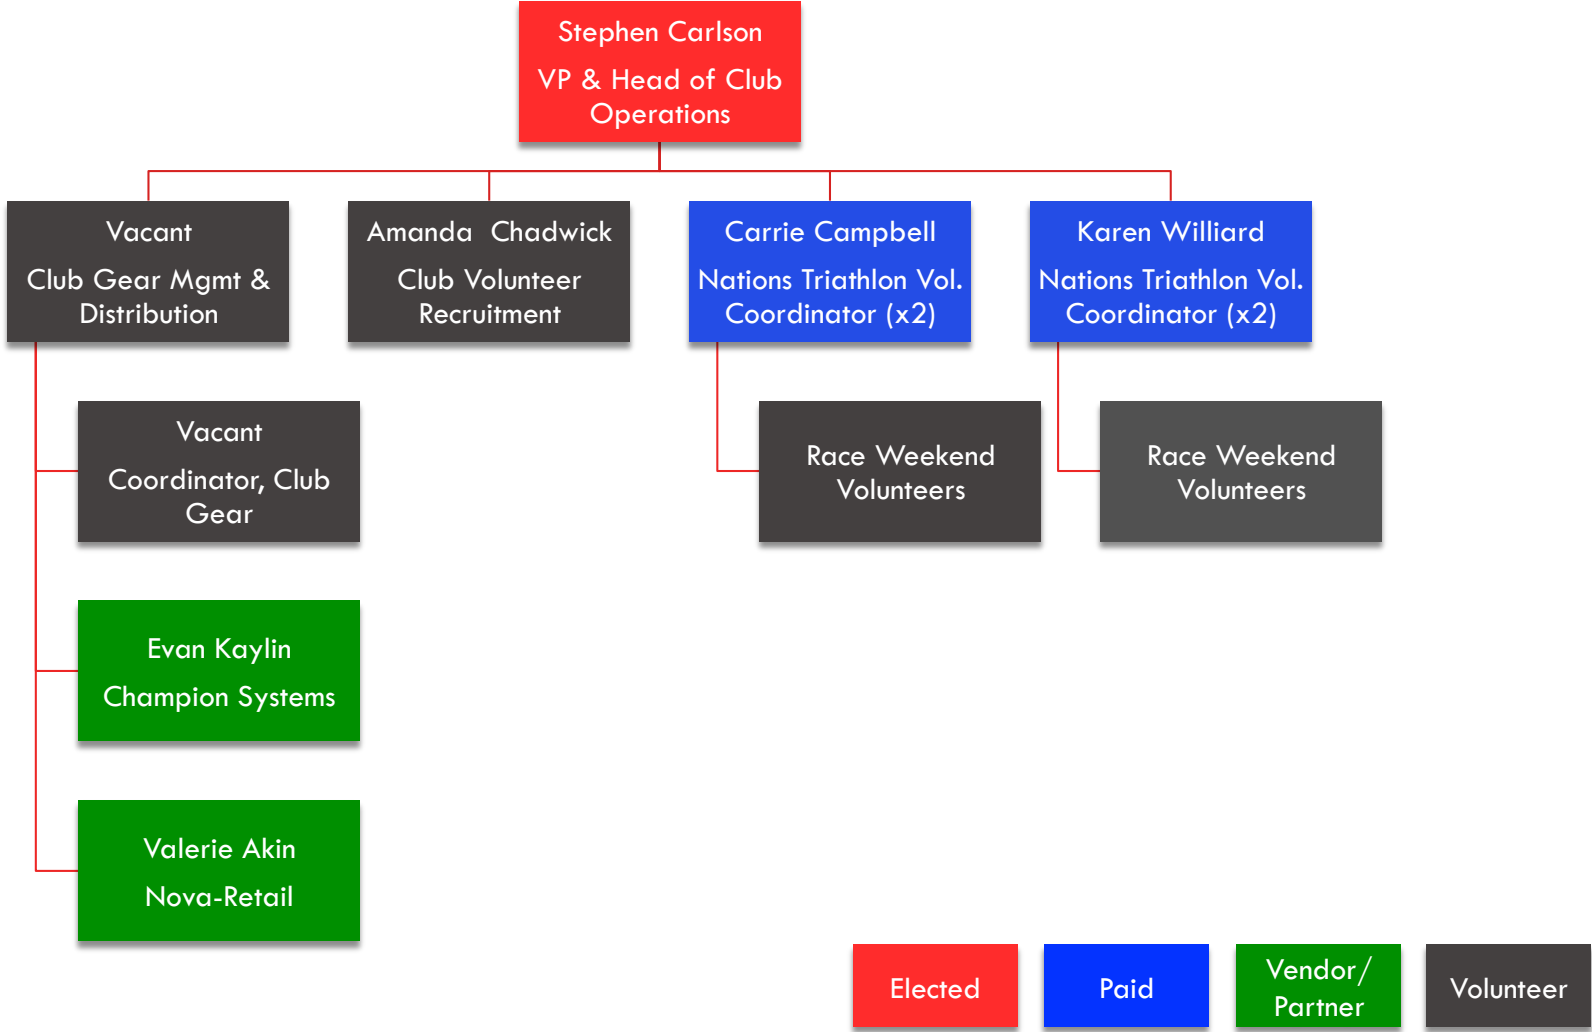 Stephen Carlson
VP & Head of Club
Operations
Vacant
Club Gear Mgmt &
Distribution
Amanda Chadwick
Club Volunteer
Recruitment
Carrie Campbell
Nations Triathlon Vol.
Coordinator (x2)
Karen Williard
Nations Triathlon Vol.
Coordinator (x2)
Vacant
Coordinator, Club
Gear
Race Weekend
Volunteers
Race Weekend
Volunteers
Evan Kaylin
Champion Systems
Valerie Akin
Nova-Retail
Elected
Paid
Vendor/
Partner
Volunteer